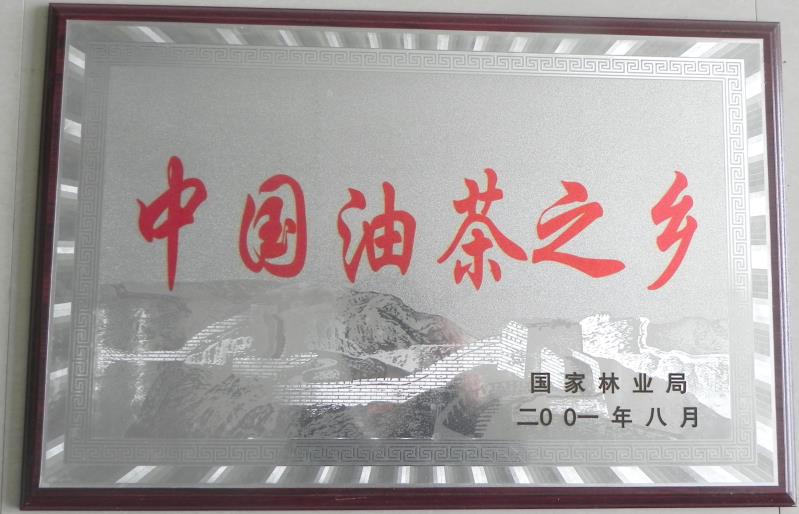 中国油茶之乡
国家林业局
二00一年八月